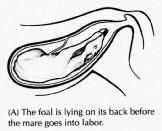 (A) The foal is lying on its back before
the mare goes into labor.